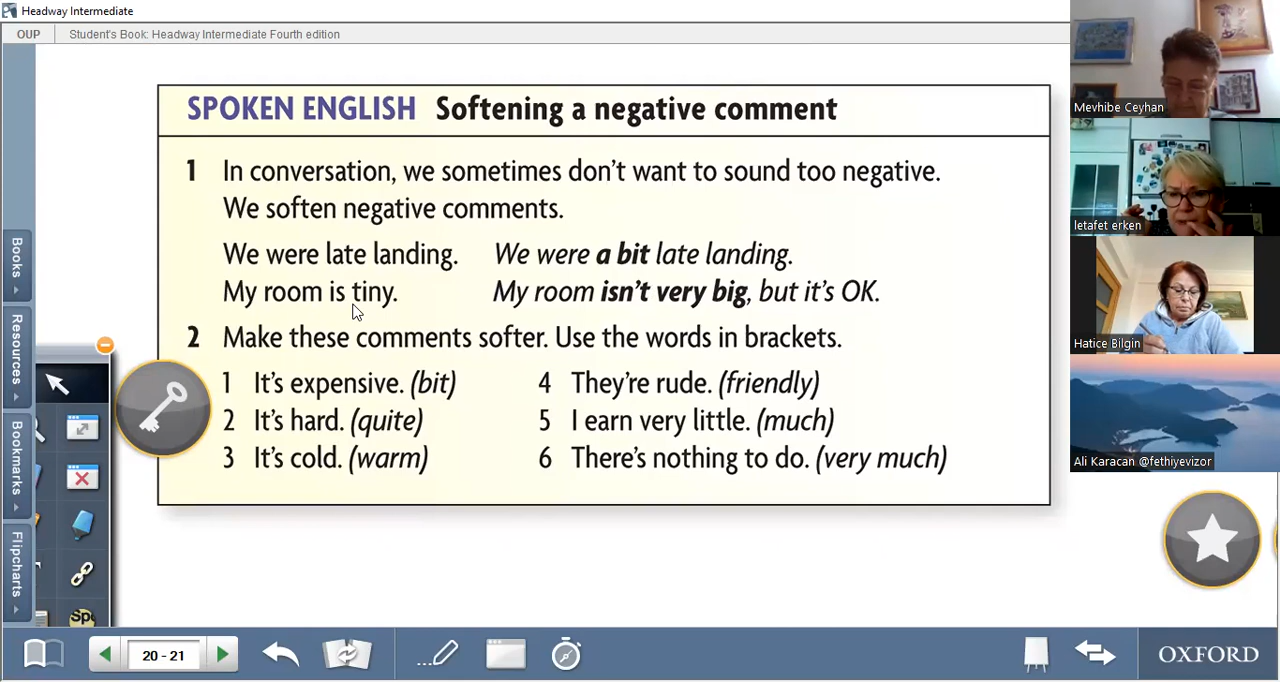 Headway Intermediate
OUP
Student's Book: Headway Intermediate Fourth edition
SPOKEN ENGLISH Softening a negative comment
1 In conversation, we sometimes don't want to sound too negative.
We soften negative comments.
We were late landing. We were a bit late landing.
My room is tiny. My room isn't very big, but it's OK.
2 Make these comments softer. Use the words in brackets.
1 It's expensive. (bit)
2 It's hard. (quite)
3 It's cold. (warm)
4 They're rude. (friendly)
5 I earn very little. (much)
6 There's nothing to do. (very much)
Books
Resources
Bookmarks
Flipcharts
Spo
20 - 21
OXFORD
Mevhibe Ceyhan
letafet erken
Hatice Bilgin
Ali Karacan @fethiyevizor